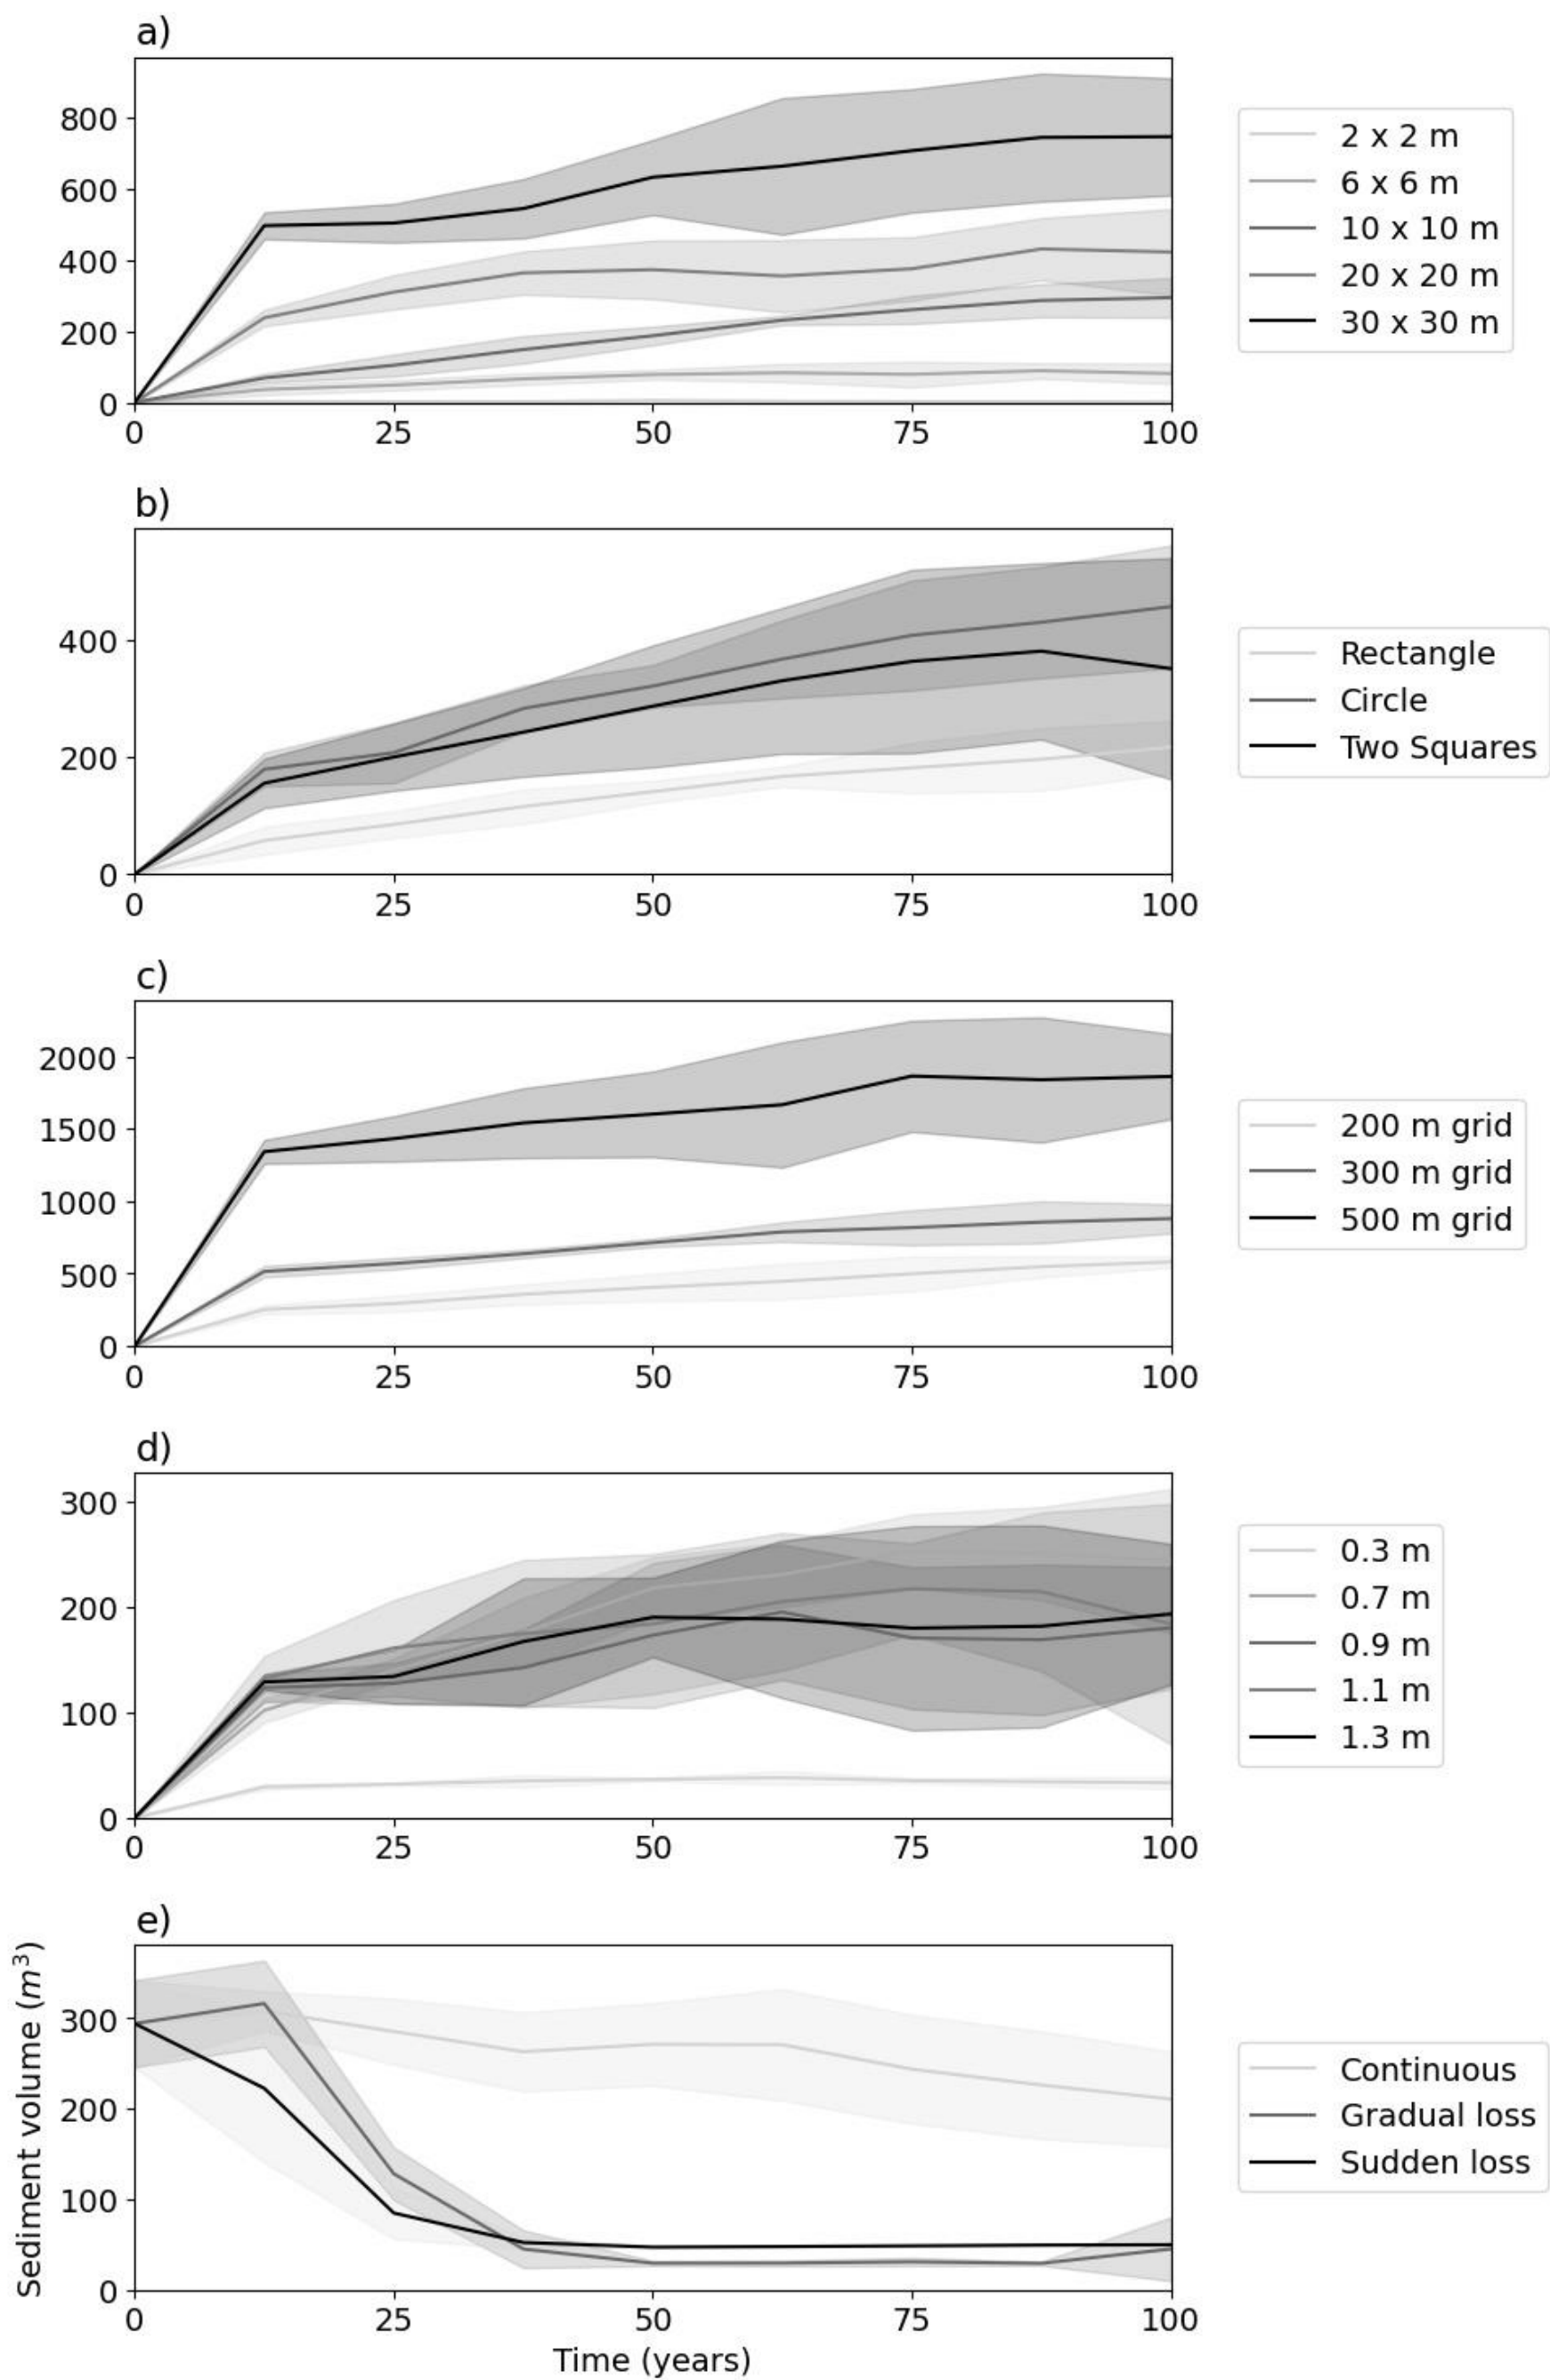 a)
800
600
400
200
0
0 25 50 75 100
2 x 2 m
6 x 6 m
10 x 10 m
20 x 20 m
30 x 30 m
b)
400
200
0
0 25 50 75 100
Rectangle
Circle
Two Squares
c)
2000
1500
1000
500
0
0 25 50 75 100
200 m grid
300 m grid
500 m grid
d)
300
200
100
0
0 25 50 75 100
0.3 m
0.7 m
0.9 m
1.1 m
1.3 m
e)
Sediment volume (m³)
300
200
100
0
0 25 50 75 100
Time (years)
Continuous
Gradual loss
Sudden loss